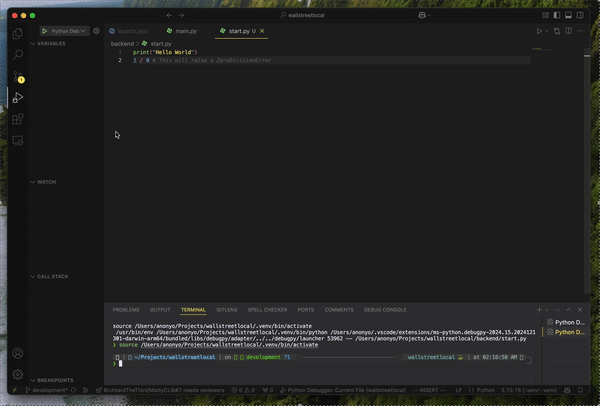 wallstreetlocal
Python Deb
launch.json
main.py
start.py U
VARIABLES
backend > start.py
1 print("Hello World")
2 1 / 0 # This will raise a ZeroDivisionError
WATCH
CALL STACK
BREAKPOINTS
PROBLEMS OUTPUT TERMINAL GITLENS SPELL CHECKER PORTS COMMENTS DEBUG CONSOLE
source /Users/anonyo/Projects/wallstreetlocal/.venv/bin/activate
/usr/bin/env /Users/anonyo/Projects/wallstreetlocal/.venv/bin/python /Users/anonyo/.vscode/extensions/ms-python.debugpy-2024.15.202412
301-darwin-arm64/bundled/libs/debugpy/adapter/../../debugpy/launcher 53962 -- /Users/anonyo/Projects/wallstreetlocal/backend/start.py
source /Users/anonyo/Projects/wallstreetlocal/.venv/bin/activate
~/Projects/wallstreetlocal on development ?1 wallstreetlocal at 02:16:50 AM
Python D...
Python D...
development* needs reviewers 0 0 Python Debugger: Current File (wallstreetlocal) -- INSERT -- LF Python 3.10.15 ('venv': venv)